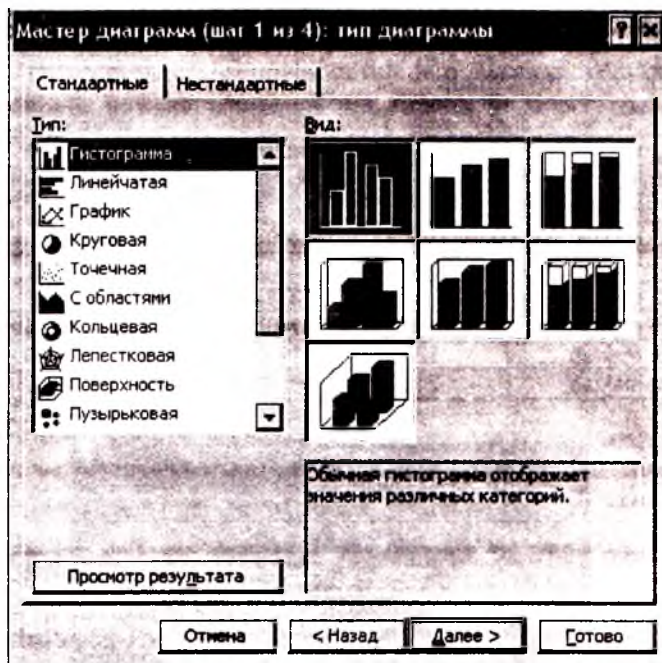 Мастер диаграмм (шаг 1 из 4): тип диаграммы
Стандартные Нестандартные
Тип:
Гистограмма
Линейчатая
График
Круговая
Точечная
С областями
Кольцевая
Лепестковая
Поверхность
Пузырьковая
Вид:
Обычная гистограмма отображает
значения различных категорий.
Просмотр результата
Отмена < Назад Далее > Готово